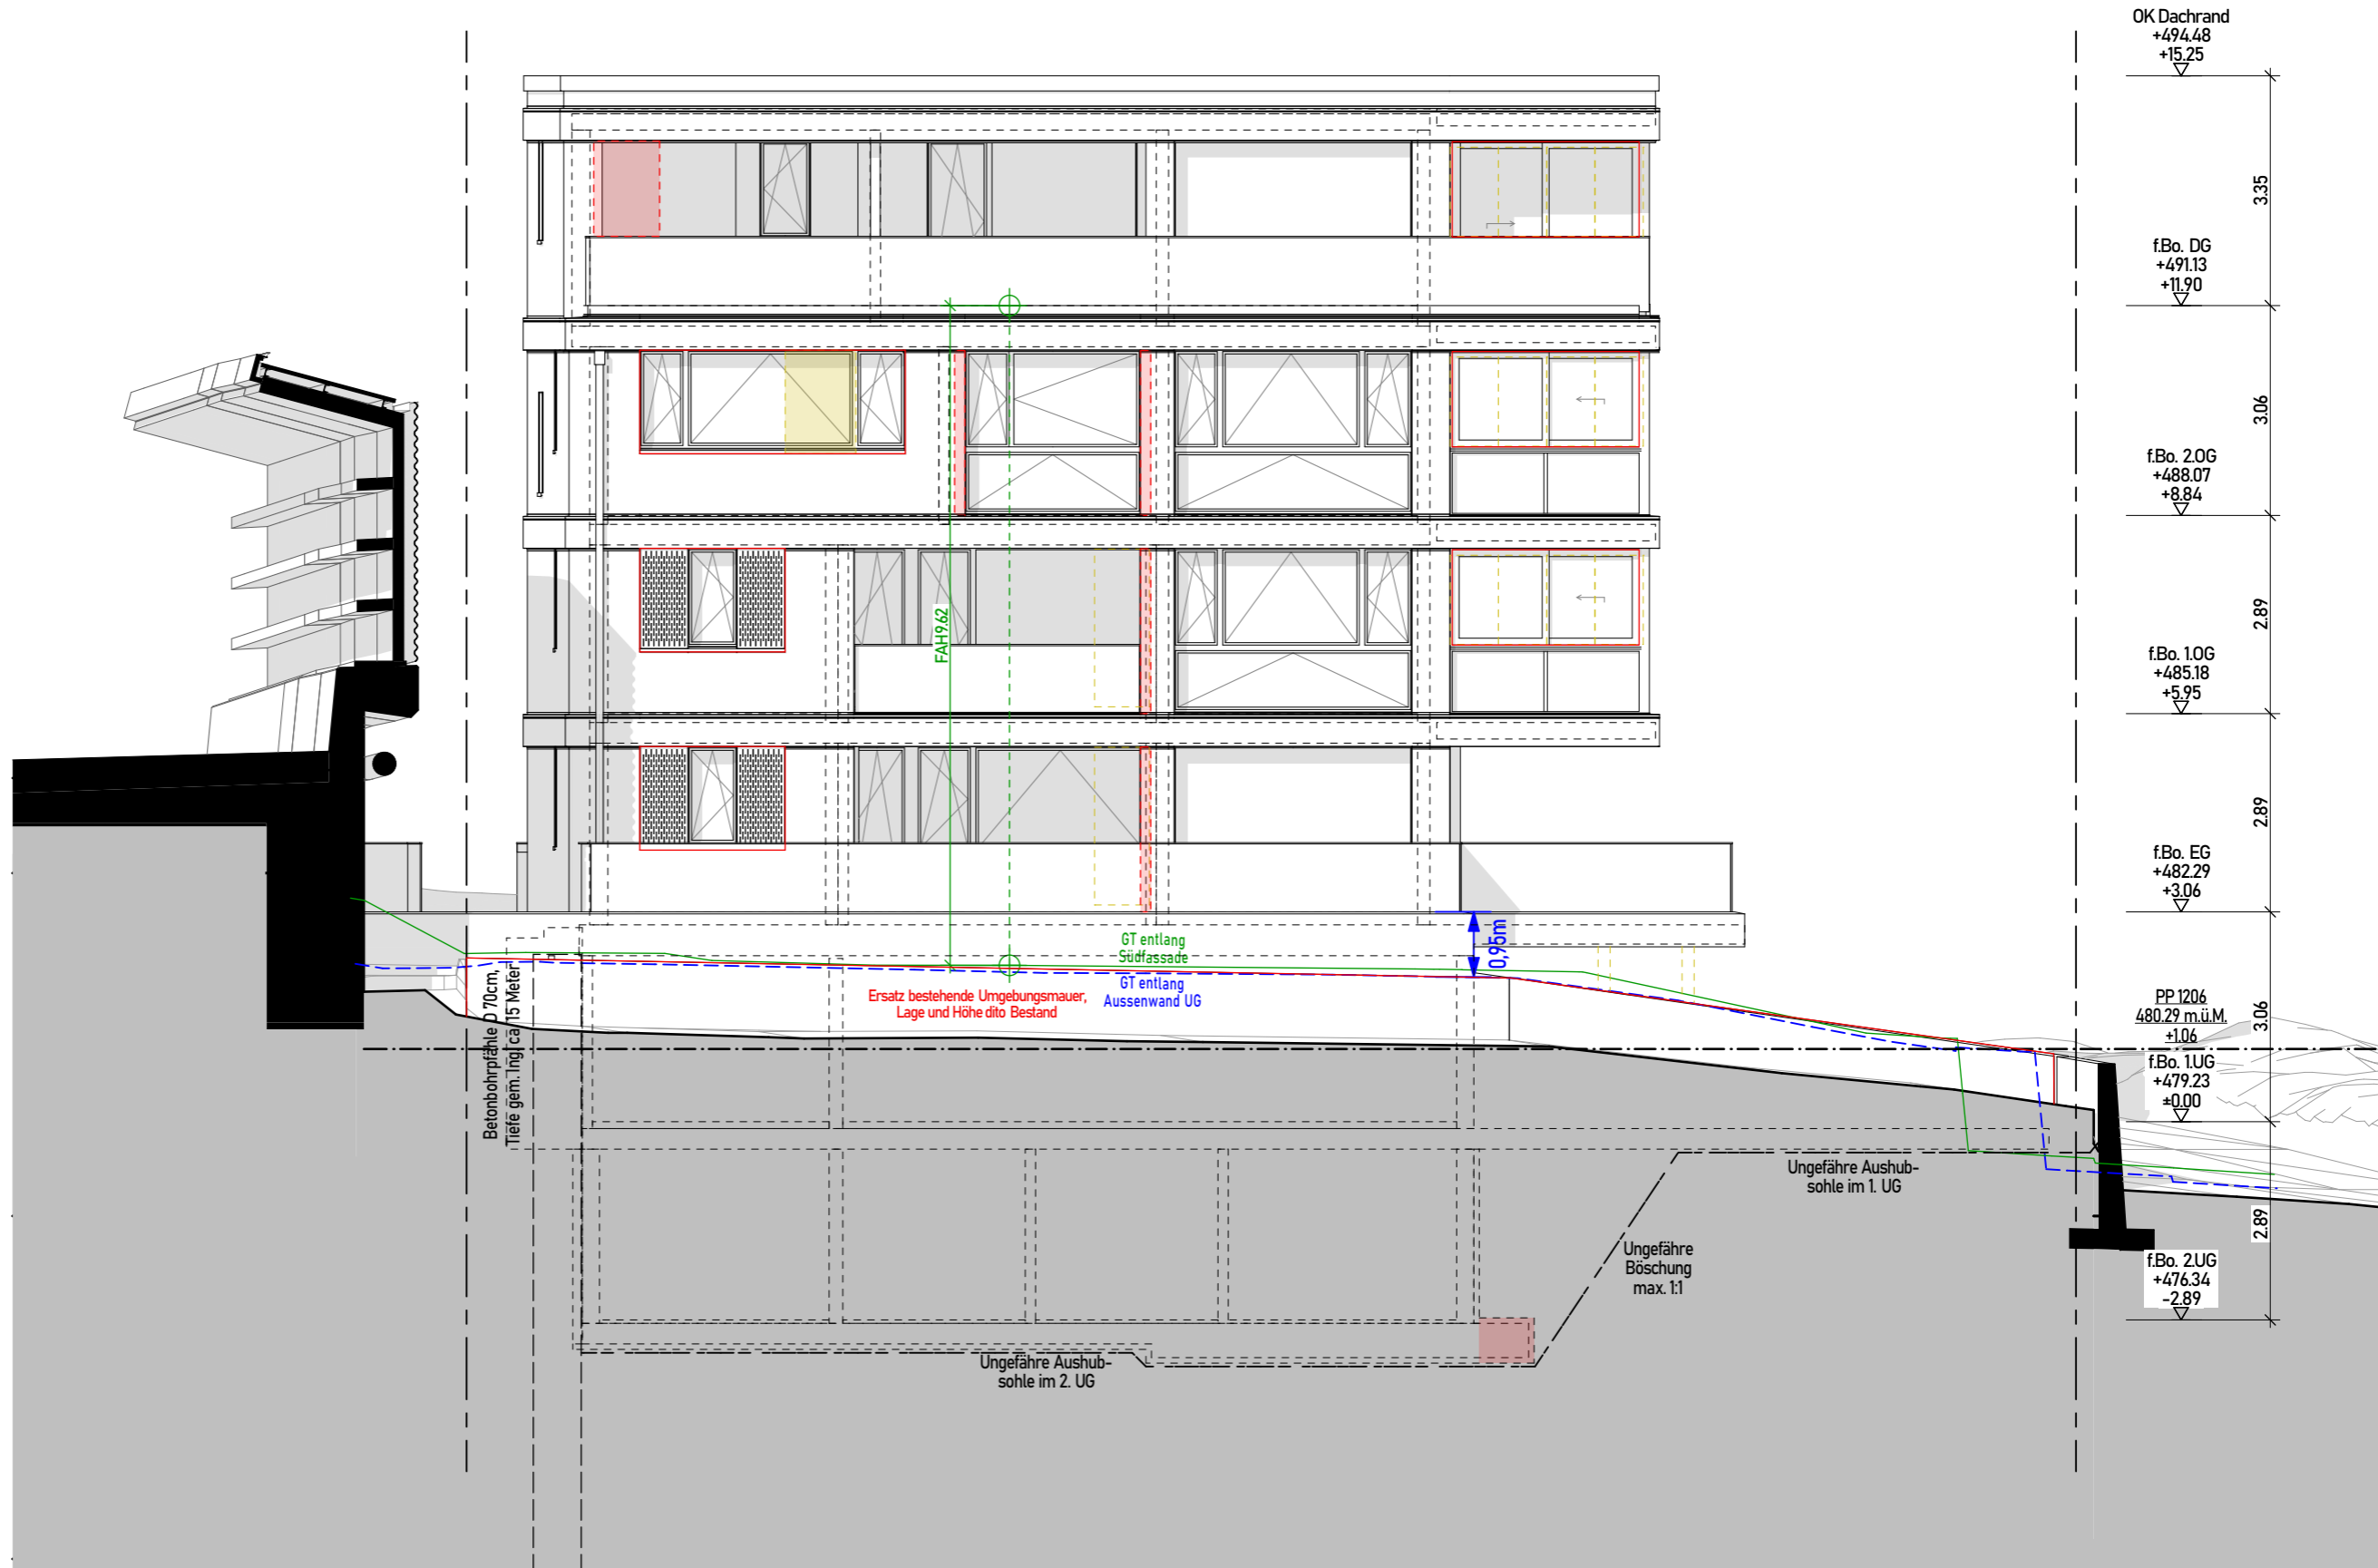 OK Dachrand
+494.48
+15.25
3.35
f.Bo. DG
+491.13
+11.90
3.06
f.Bo. 2.OG
+488.07
+8.84
2.89
FAH9.62
f.Bo. 1.OG
+485.18
+5.95
2.89
f.Bo. EG
+482.29
+3.06
0,95m
GT entlang
Südfassade
GT entlang
Aussenwand UG
Ersatz bestehende Umgebungsmauer,
Lage und Höhe dito Bestand
Betonbohrpfähle D 70cm,
Tiefe gem. Ing. ca. 15 Meter
PP 1206
480.29 m.ü.M.
+1.06
3.06
f.Bo. 1.UG
+479.23
±0.00
Ungefähre Aushub-
sohle im 1. UG
2.89
Ungefähre
Böschung
max. 1:1
f.Bo. 2.UG
+476.34
-2.89
Ungefähre Aushub-
sohle im 2. UG